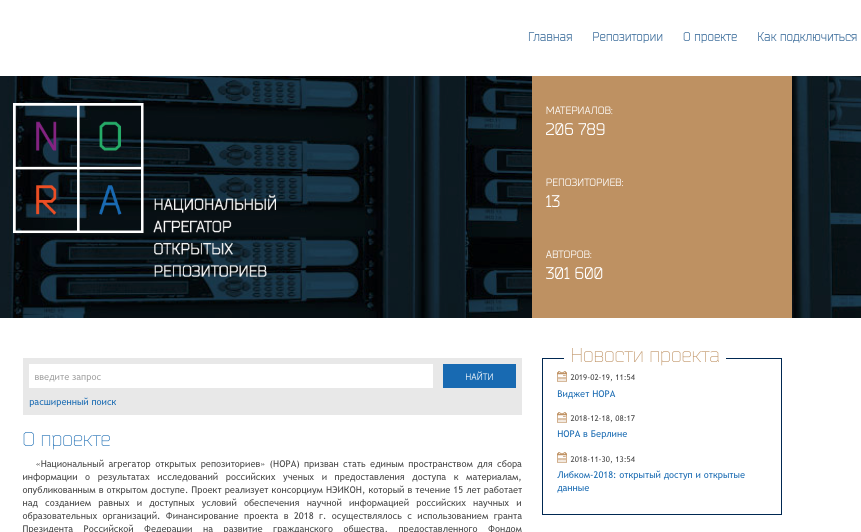 Главная Репозитории О проекте Как подключиться
NORA
НАЦИОНАЛЬНЫЙ
АГРЕГАТОР
ОТКРЫТЫХ
РЕПОЗИТОРИЕВ
МАТЕРИАЛОВ:
206 789
РЕПОЗИТОРИЕВ:
13
АВТОРОВ:
301 600
введите запрос
НАЙТИ
расширенный поиск
О проекте
«Национальный агрегатор открытых репозиториев» (НОРА) призван стать единым пространством для сбора
информации о результатах исследований российских ученых и предоставления доступа к материалам,
опубликованным в открытом доступе. Проект реализует консорциум НЭИКОН, который в течение 15 лет работает
над созданием равных и доступных условий обеспечения научной информацией российских научных и
образовательных организаций. Финансирование проекта в 2018 г. осуществлялось с использованием гранта
Президента Российской Федерации на развитие гражданского общества, предоставленного Фондом
Новости проекта
2019-02-19, 11:54
Виджет НОРА
2018-12-18, 08:17
НОРА в Берлине
2018-11-30, 13:54
Либком-2018: открытый доступ и открытые
данные